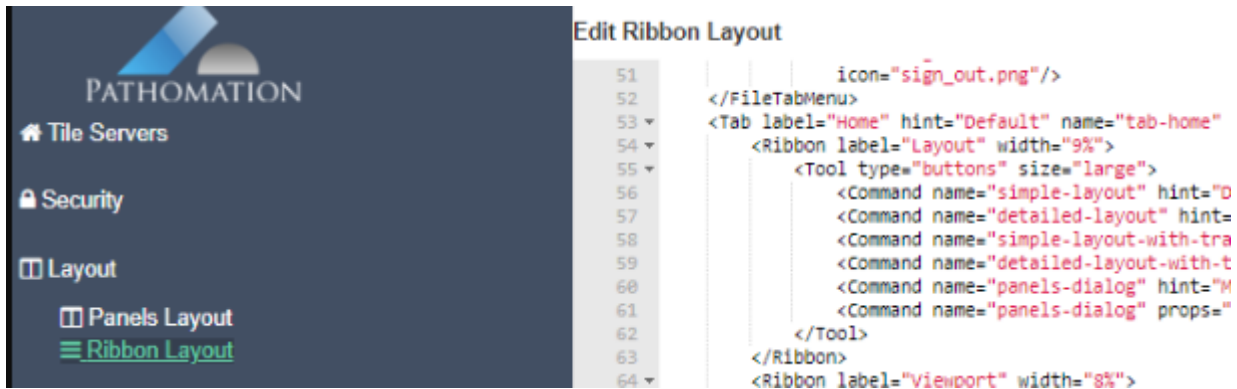 PATHOMATION
Tile Servers
Security
Layout
Panels Layout
Ribbon Layout
Edit Ribbon Layout
51 icon="sign_out.png"/>
52 </FileTabMenu>
53 <Tab label="Home" hint="Default" name="tab-home"
54 <Ribbon label="Layout" width="9%">
55 <Tool type="buttons" size="large">
56 <Command name="simple-layout" hint="D
57 <Command name="detailed-layout" hint=
58 <Command name="simple-layout-with-tra
59 <Command name="detailed-layout-with-t
60 <Command name="panels-dialog" hint="M
61 <Command name="panels-dialog" props="
62 </Tool>
63 </Ribbon>
64 <Ribbon label="Viewport" width="8%">